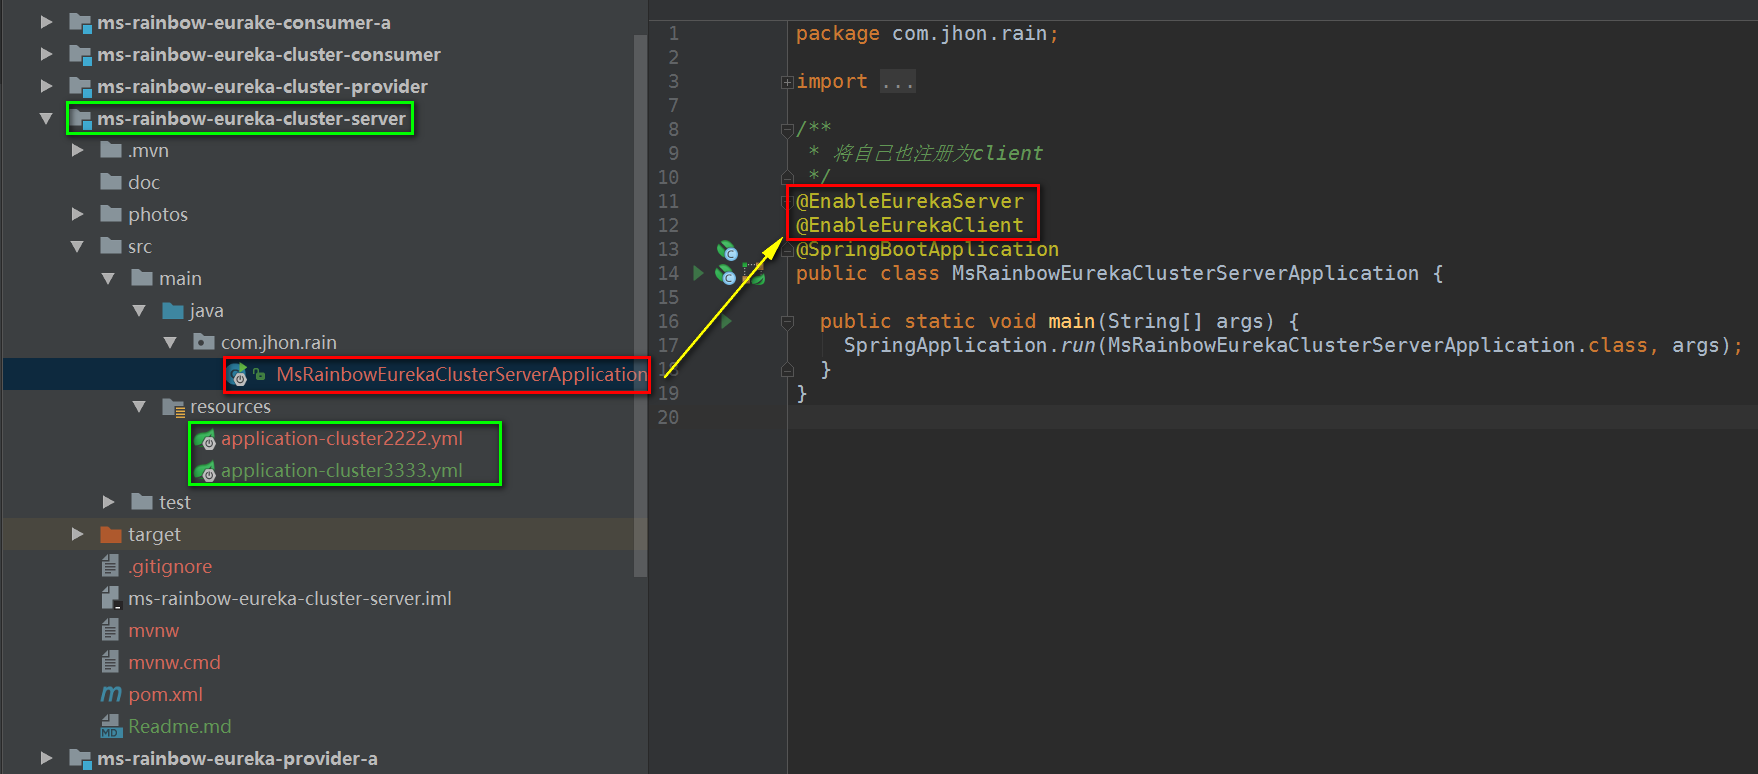 ms-rainbow-eurake-consumer-a
ms-rainbow-eureka-cluster-consumer
ms-rainbow-eureka-cluster-provider
ms-rainbow-eureka-cluster-server
.mvn
doc
photos
src
main
java
com.jhon.rain
MsRainbowEurekaClusterServerApplication
resources
application-cluster2222.yml
application-cluster3333.yml
test
target
.gitignore
ms-rainbow-eureka-cluster-server.iml
mvnw
mvnw.cmd
pom.xml
Readme.md
ms-rainbow-eureka-provider-a
1 package com.jhon.rain;
2
3 import ...
7
8 /**
9 * 将自己也注册为client
10 */
11 @EnableEurekaServer
12 @EnableEurekaClient
13 @SpringBootApplication
14 public class MsRainbowEurekaClusterServerApplication {
15
16 public static void main(String[] args) {
17 SpringApplication.run(MsRainbowEurekaClusterServerApplication.class, args);
18 }
19 }
20